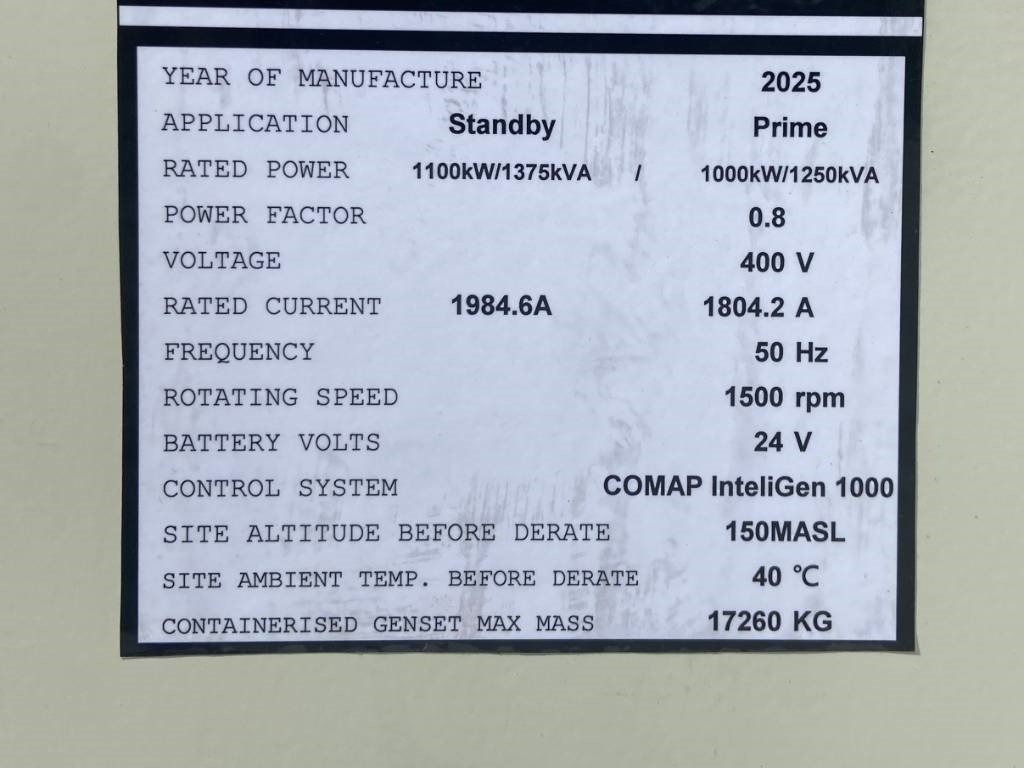 YEAR OF MANUFACTURE 2025
APPLICATION Standby Prime
RATED POWER 1100kW/1375kVA / 1000kW/1250kVA
POWER FACTOR 0.8
VOLTAGE 400 V
RATED CURRENT 1984.6A 1804.2 A
FREQUENCY 50 Hz
ROTATING SPEED 1500 rpm
BATTERY VOLTS 24 V
CONTROL SYSTEM COMAP InteliGen 1000
SITE ALTITUDE BEFORE DERATE 150MASL
SITE AMBIENT TEMP. BEFORE DERATE 40 ℃
CONTAINERISED GENSET MAX MASS 17260 KG